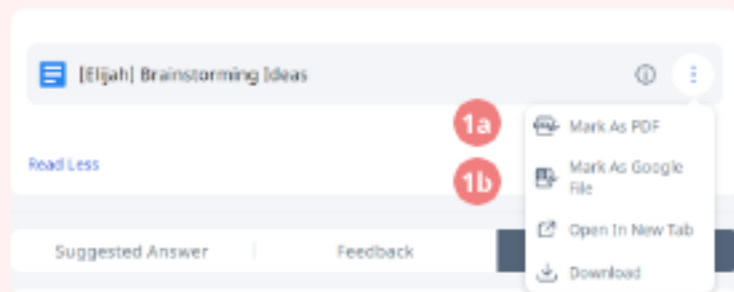 [Elijah] Brainstorming Ideas
1a
Mark As PDF
Read Less
1b
Mark As Google
File
Open In New Tab
Suggested Answer
Feedback
Download